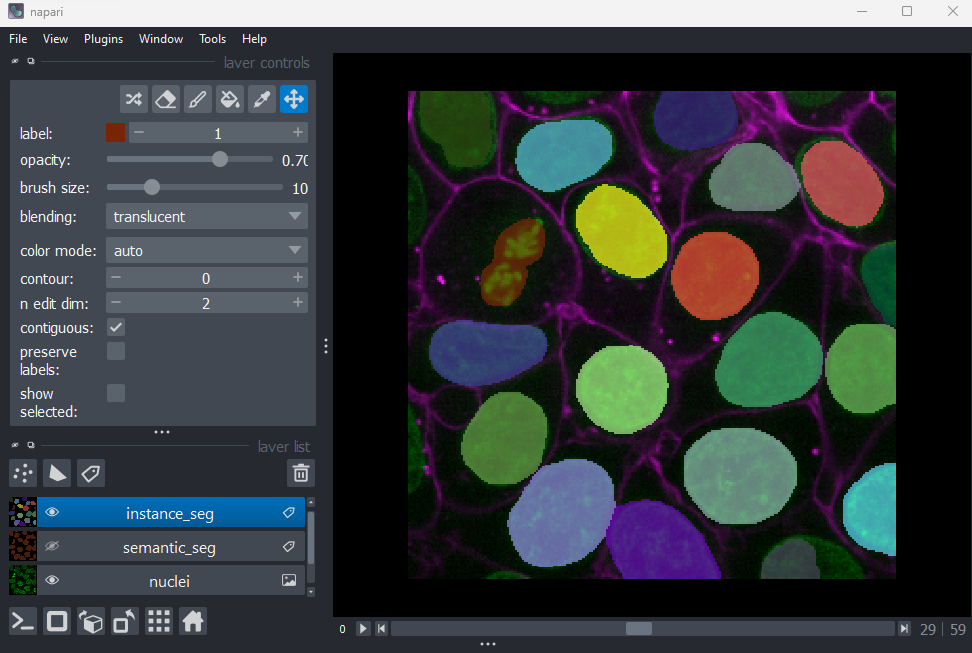 napari
File View Plugins Window Tools Help
layer controls
label: 1
opacity: 0.70
brush size: 10
blending: translucent
color mode: auto
contour: 0
n edit dim: 2
contiguous:
preserve
labels:
show
selected:
layer list
instance_seg
semantic_seg
nuclei
0 29 59